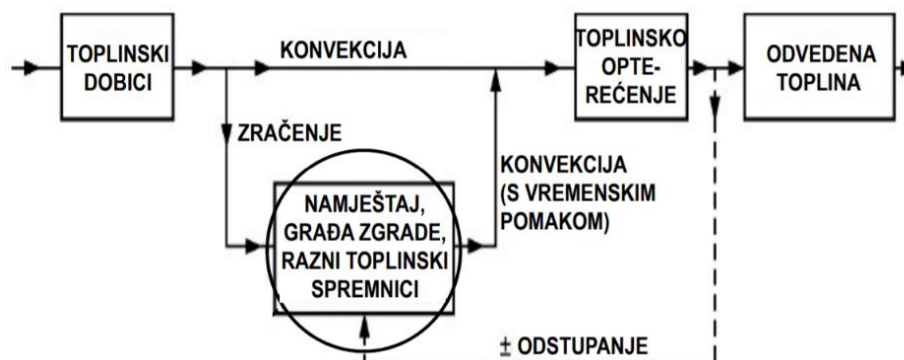 TOPLINSKI
DOBICI
KONVEKCIJA
TOPLINSKO
OPTE-
REĆENJE
ODVEDENA
TOPLINA
ZRAČENJE
KONVEKCIJA
(S VREMENSKIM
POMAKOM)
NAMJEŠTAJ,
GRAĐA ZGRADE,
RAZNI TOPLINSKI
SPREMNICI
± ODSTUPANJE